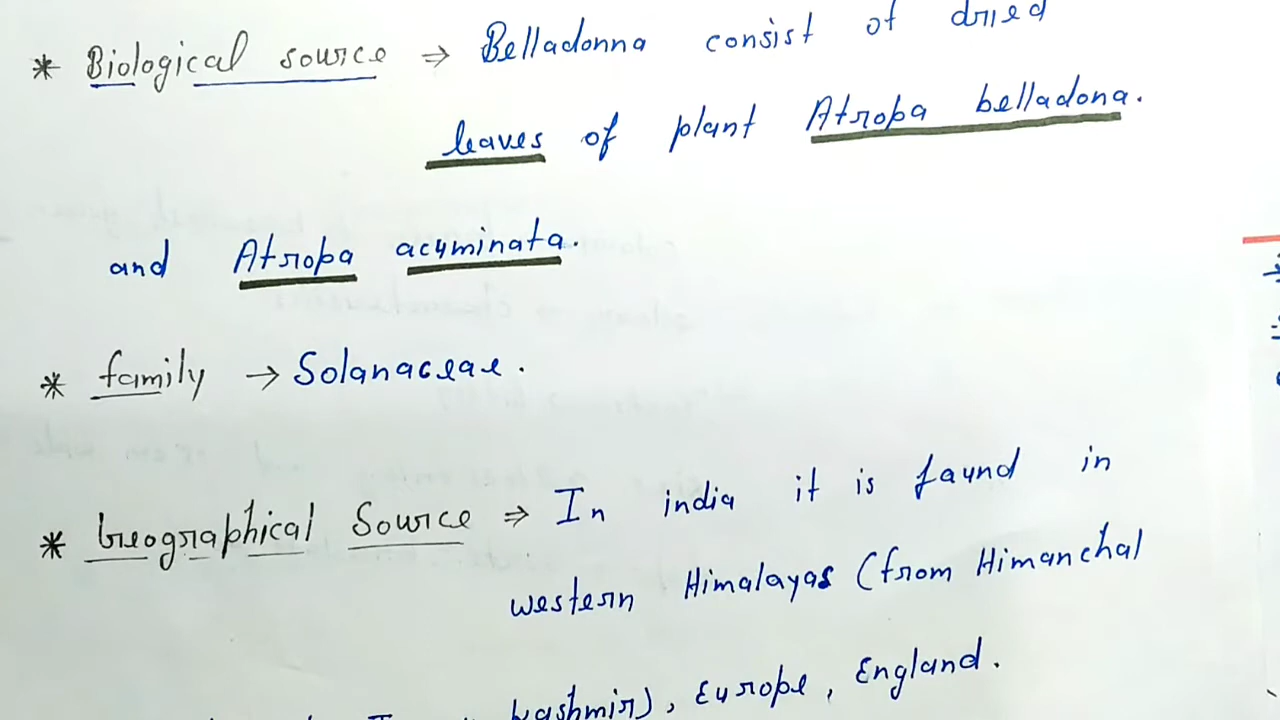 * Biological source ⇒ Belladonna consist of dried
leaves of plant Atropa belladona.
and Atropa acuminata.
* family → Solanaceae.
* Geographical Source ⇒ In india it is faund in
western Himalayas (from Himanchal
kashmir), Europe, England.